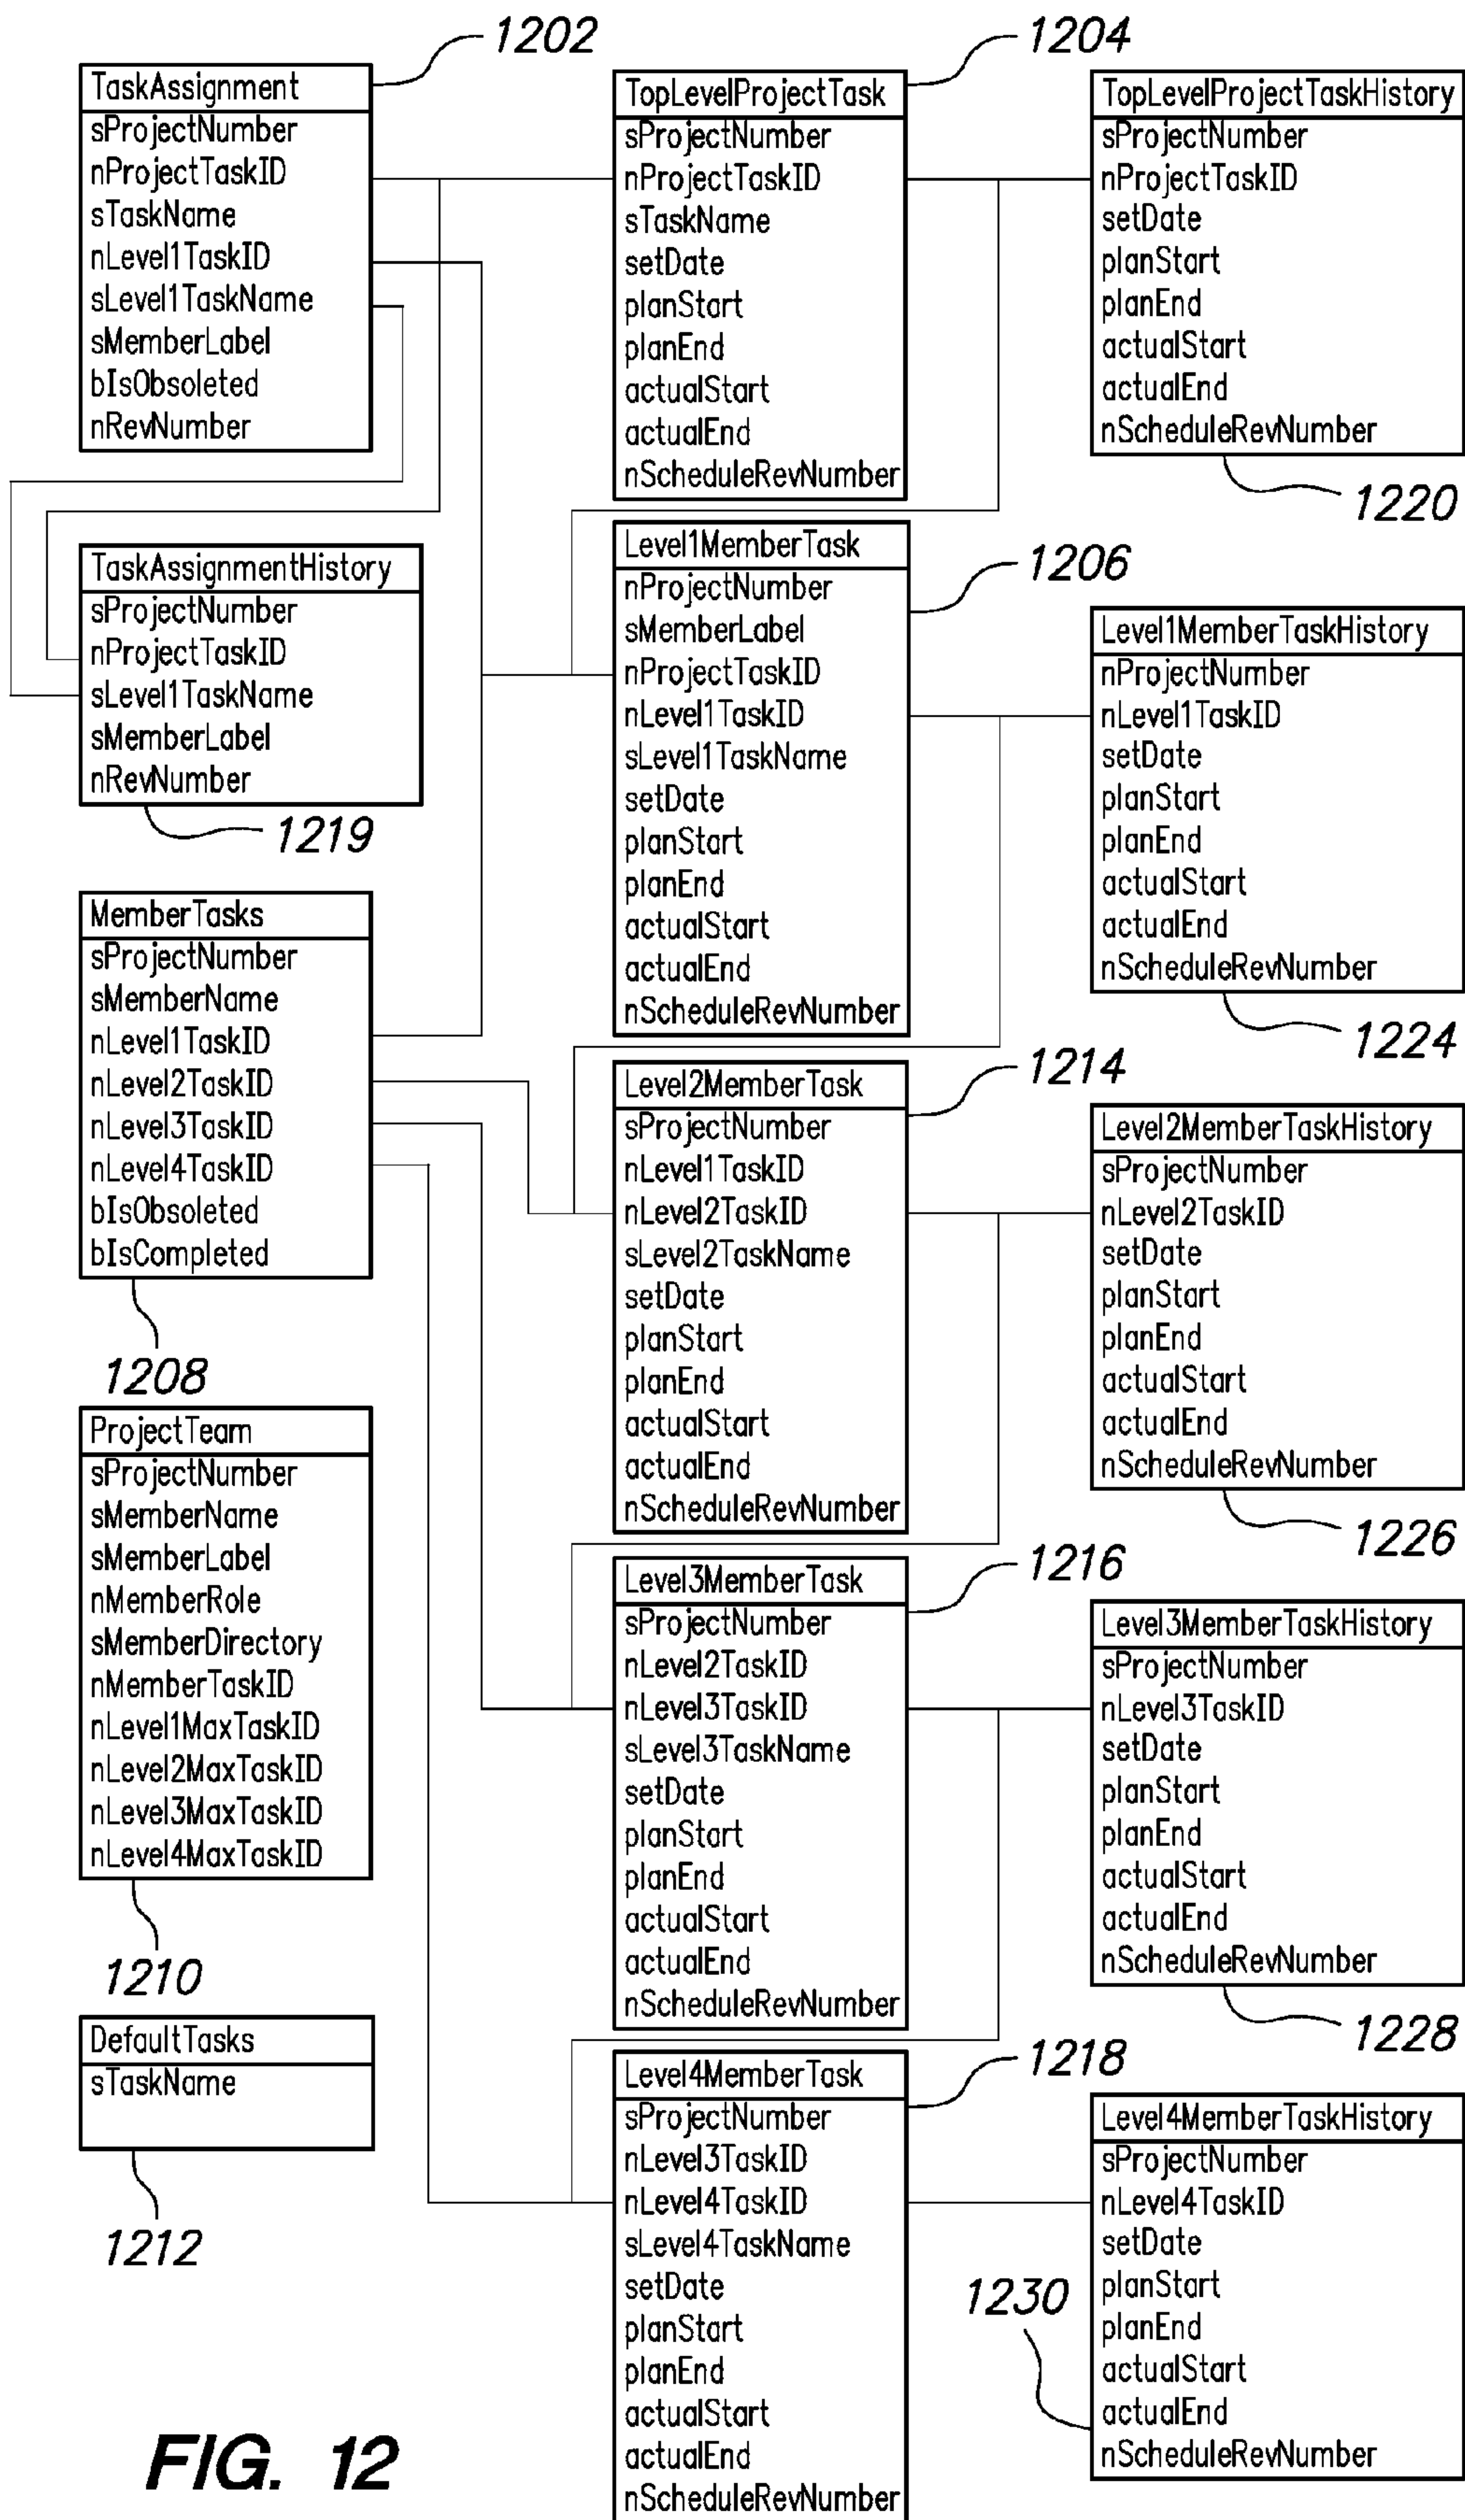 1202
TaskAssignment
sProjectNumber
nProjectTaskID
sTaskName
nLevel1TaskID
sLevel1TaskName
sMemberLabel
bIsObsoleted
nRevNumber
TaskAssignmentHistory
sProjectNumber
nProjectTaskID
sLevel1TaskName
sMemberLabel
nRevNumber
1219
MemberTasks
sProjectNumber
sMemberName
nLevel1TaskID
nLevel2TaskID
nLevel3TaskID
nLevel4TaskID
bIsObsoleted
bIsCompleted
1208
ProjectTeam
sProjectNumber
sMemberName
sMemberLabel
nMemberRole
sMemberDirectory
nMemberTaskID
nLevel1MaxTaskID
nLevel2MaxTaskID
nLevel3MaxTaskID
nLevel4MaxTaskID
1210
DefaultTasks
sTaskName
1212
1204
TopLevelProjectTask
sProjectNumber
nProjectTaskID
sTaskName
setDate
planStart
planEnd
actualStart
actualEnd
nScheduleRevNumber
Level1MemberTask
1206
nProjectNumber
sMemberLabel
nProjectTaskID
nLevel1TaskID
sLevel1TaskName
setDate
planStart
planEnd
actualStart
actualEnd
nScheduleRevNumber
1214
Level2MemberTask
sProjectNumber
nLevel1TaskID
nLevel2TaskID
sLevel2TaskName
setDate
planStart
planEnd
actualStart
actualEnd
nScheduleRevNumber
1216
Level3MemberTask
sProjectNumber
nLevel2TaskID
nLevel3TaskID
sLevel3TaskName
setDate
planStart
planEnd
actualStart
actualEnd
nScheduleRevNumber
1218
Level4MemberTask
sProjectNumber
nLevel3TaskID
nLevel4TaskID
sLevel4TaskName
setDate
planStart
planEnd
actualStart
actualEnd
nScheduleRevNumber
TopLevelProjectTaskHistory
sProjectNumber
nProjectTaskID
setDate
planStart
planEnd
actualStart
actualEnd
nScheduleRevNumber
1220
Level1MemberTaskHistory
nProjectNumber
nLevel1TaskID
setDate
planStart
planEnd
actualStart
actualEnd
nScheduleRevNumber
1224
Level2MemberTaskHistory
sProjectNumber
nLevel2TaskID
setDate
planStart
planEnd
actualStart
actualEnd
nScheduleRevNumber
1226
Level3MemberTaskHistory
sProjectNumber
nLevel3TaskID
setDate
planStart
planEnd
actualStart
actualEnd
nScheduleRevNumber
1228
Level4MemberTaskHistory
sProjectNumber
nLevel4TaskID
setDate
planStart
planEnd
actualStart
actualEnd
nScheduleRevNumber
1230
FIG. 12